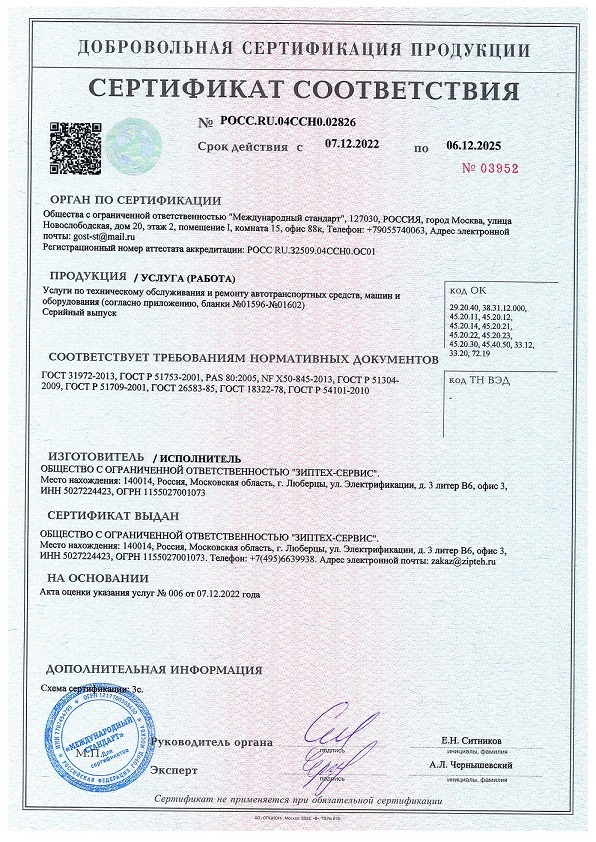 ДОБРОВОЛЬНАЯ СЕРТИФИКАЦИЯ ПРОДУКЦИИ
СЕРТИФИКАТ СООТВЕТСТВИЯ
№ РОСС.RU.04ССН0.02826
Срок действия с 07.12.2022 по 06.12.2025
№ 03952
ОРГАН ПО СЕРТИФИКАЦИИ
Общества с ограниченной ответственностью "Международный стандарт", 127030, РОССИЯ, город Москва, улица
Новослободская, дом 20, этаж 2, помещение I, комната 15, офис 88к, Телефон: +79055740063, Адрес электронной
почты: gost-st@mail.ru
Регистрационный номер аттестата аккредитации: РОСС RU.32509.04ССН0.ОС01
ПРОДУКЦИЯ / УСЛУГА (РАБОТА)
Услуги по техническому обслуживания и ремонту автотранспортных средств, машин и
оборудования (согласно приложению, бланки №01596-№01602)
Серийный выпуск
код ОК
29.20.40, 38.31.12.000,
45.20.11, 45.20.12,
45.20.14, 45.20.21,
45.20.22, 45.20.23,
45.20.30, 45.40.50, 33.12,
33.20, 72.19
СООТВЕТСТВУЕТ ТРЕБОВАНИЯМ НОРМАТИВНЫХ ДОКУМЕНТОВ
ГОСТ 31972-2013, ГОСТ Р 51753-2001, PAS 80:2005, NF X50-845-2013, ГОСТ Р 51304-
2009, ГОСТ Р 51709-2001, ГОСТ 26583-85, ГОСТ 18322-78, ГОСТ Р 54101-2010
код ТН ВЭД
-
ИЗГОТОВИТЕЛЬ / ИСПОЛНИТЕЛЬ
ОБЩЕСТВО С ОГРАНИЧЕННОЙ ОТВЕТСТВЕННОСТЬЮ "ЗИПТЕХ-СЕРВИС".
Место нахождения: 140014, Россия, Московская область, г. Люберцы, ул. Электрификации, д. 3 литер В6, офис 3,
ИНН 5027224423, ОГРН 1155027001073
СЕРТИФИКАТ ВЫДАН
ОБЩЕСТВО С ОГРАНИЧЕННОЙ ОТВЕТСТВЕННОСТЬЮ "ЗИПТЕХ-СЕРВИС".
Место нахождения: 140014, Россия, Московская область, г. Люберцы, ул. Электрификации, д. 3 литер В6, офис 3,
ИНН 5027224423, ОГРН 1155027001073. Телефон: +7(495)6639938. Адрес электронной почты: zakaz@zipteh.ru
НА ОСНОВАНИИ
Акта оценки указания услуг № 006 от 07.12.2022 года
ДОПОЛНИТЕЛЬНАЯ ИНФОРМАЦИЯ
Схема сертификации: 3с.
«МЕЖДУНАРОДНЫЙ
СТАНДАРТ»
Для
сертификатов
РОССИЙСКАЯ ФЕДЕРАЦИЯ ГОРОД МОСКВА
М.П.
Руководитель органа
подпись
Е.Н. Ситников
инициалы, фамилия
Эксперт
подпись
А.Л. Чернышевский
инициалы, фамилия
Сертификат не применяется при обязательной сертификации